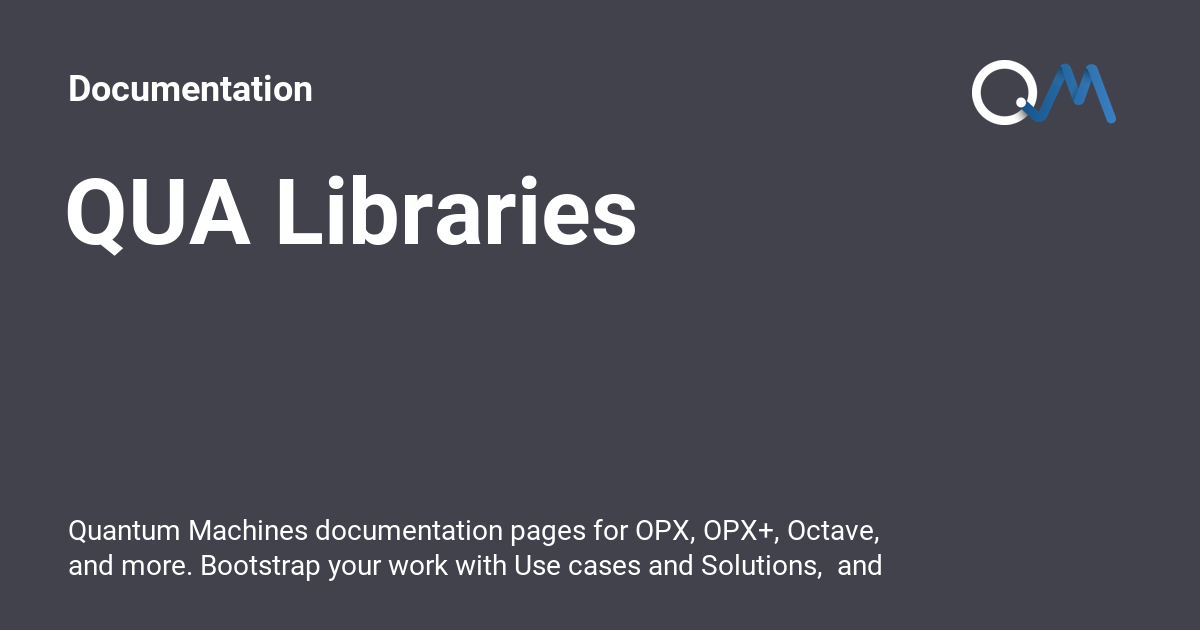 Documentation
QM
QUA Libraries
Quantum Machines documentation pages for OPX, OPX+, Octave,
and more. Bootstrap your work with Use cases and Solutions,  and